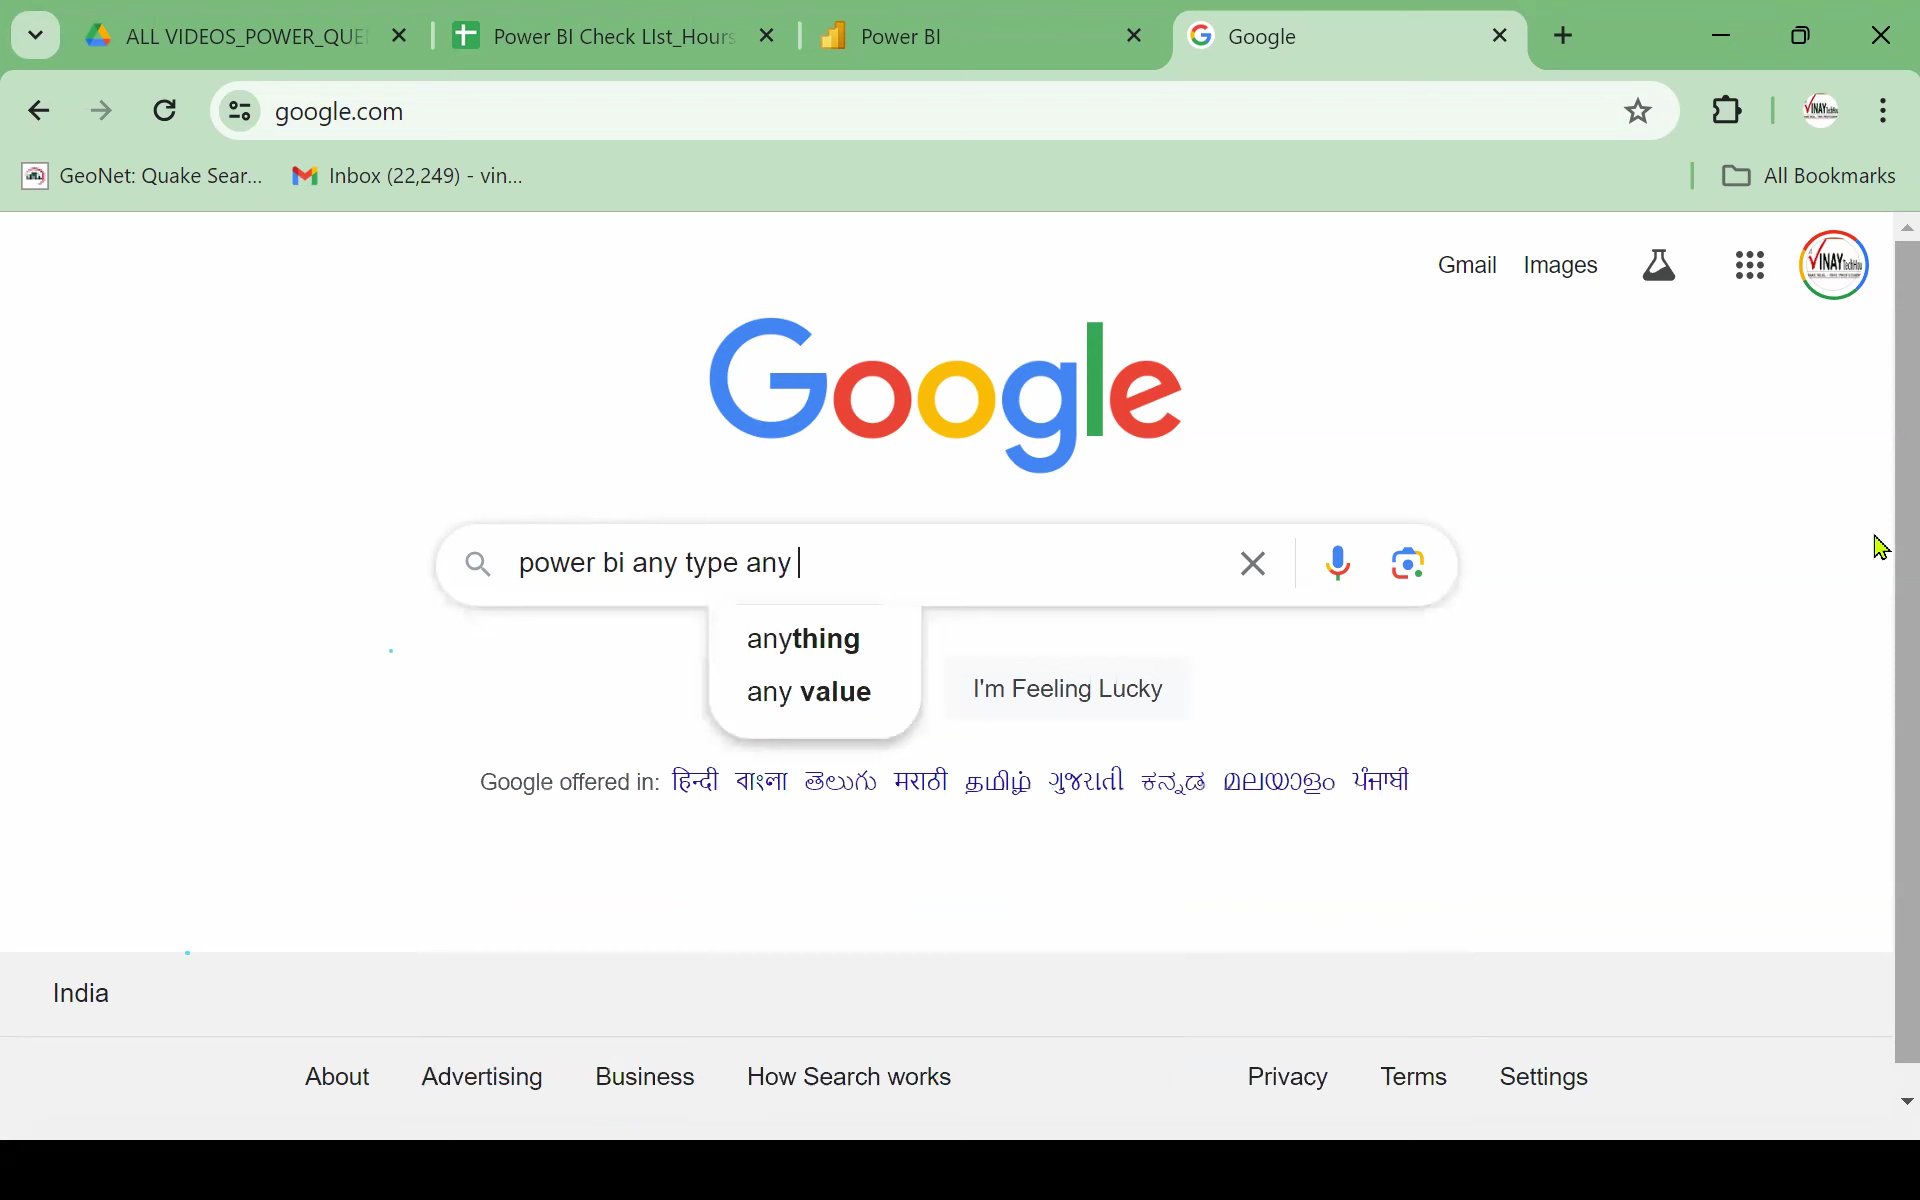 ALL VIDEOS_POWER_QUE
Power BI Check LIst_Hours
Power BI
Google
google.com
GeoNet: Quake Sear...
Inbox (22,249) - vin...
All Bookmarks
Gmail
Images
VINAY TechHou
Google
power bi any type any
anything
any value
I'm Feeling Lucky
Google offered in: हिन्दी বাংলা తెలుగు मराठी தமிழ் ગુજરાતી ಕನ್ನಡ മലയാളം ਪੰਜਾਬੀ
India
About
Advertising
Business
How Search works
Privacy
Terms
Settings